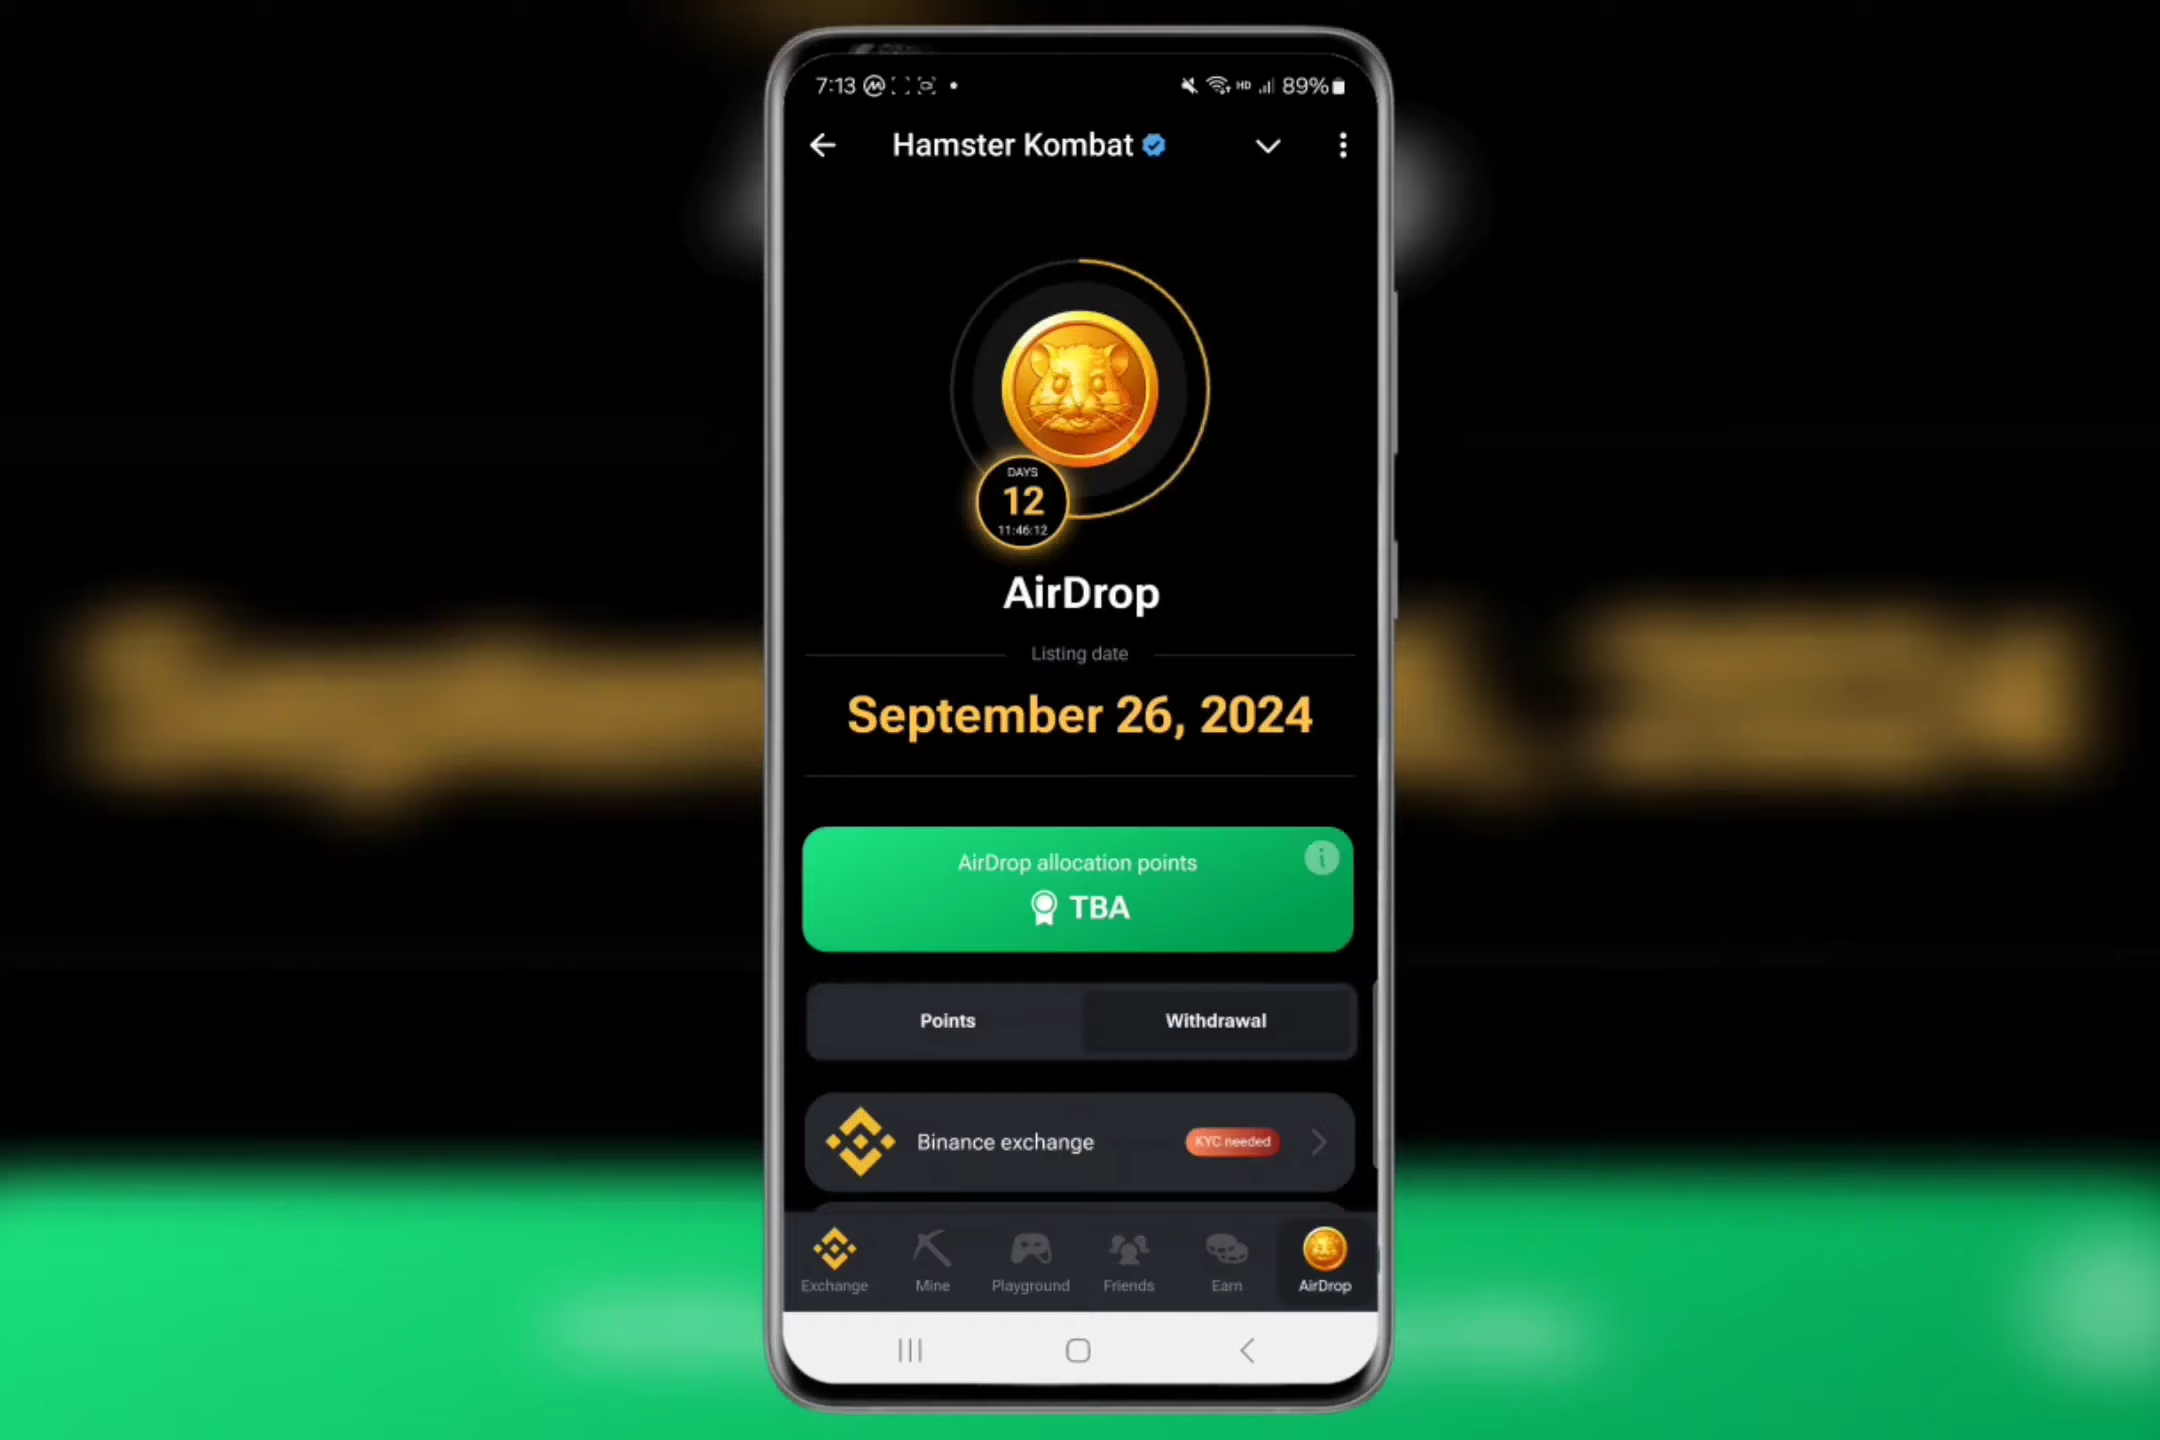 7:13
HD 89%
Hamster Kombat
DAYS
12
11:46:12
AirDrop
Listing date
September 26, 2024
AirDrop allocation points
TBA
Points
Withdrawal
Binance exchange
KYC needed
Exchange
Mine
Playground
Friends
Earn
AirDrop